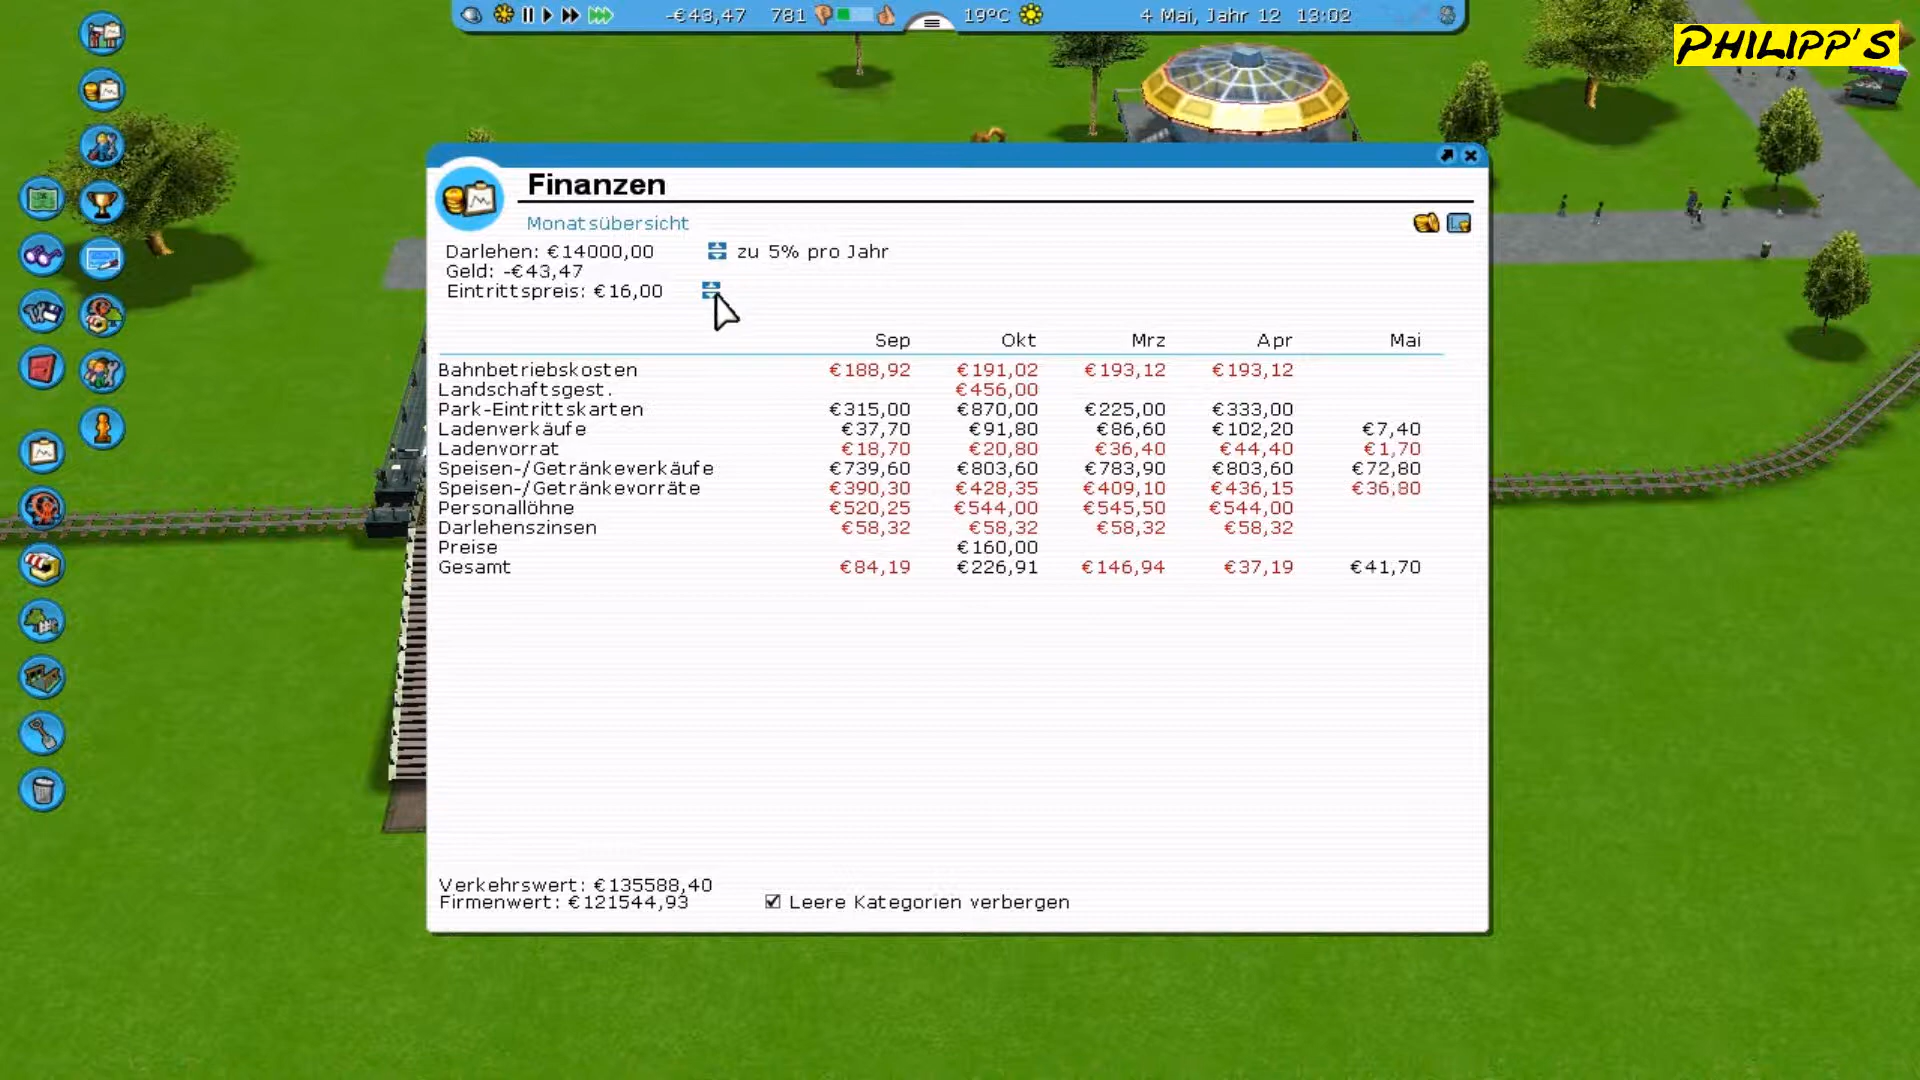 -€43,47 781 19°C 4 Mai, Jahr 12 13:02
PHILIPP'S
Finanzen
Monatsübersicht
Darlehen: €14000,00 zu 5% pro Jahr
Geld: -€43,47
Eintrittspreis: €16,00
Sep Okt Mrz Apr Mai
Bahnbetriebskosten €188,92 €191,02 €193,12 €193,12
Landschaftsgest. €456,00
Park-Eintrittskarten €315,00 €870,00 €225,00 €333,00
Ladenverkäufe €37,70 €91,80 €86,60 €102,20 €7,40
Ladenvorrat €18,70 €20,80 €36,40 €44,40 €1,70
Speisen-/Getränkeverkäufe €739,60 €803,60 €783,90 €803,60 €72,80
Speisen-/Getränkevorräte €390,30 €428,35 €409,10 €436,15 €36,80
Personallöhne €520,25 €544,00 €545,50 €544,00
Darlehenszinsen €58,32 €58,32 €58,32 €58,32
Preise €160,00
Gesamt €84,19 €226,91 €146,94 €37,19 €41,70
Verkehrswert: €135588,40
Firmenwert: €121544,93 Leere Kategorien verbergen